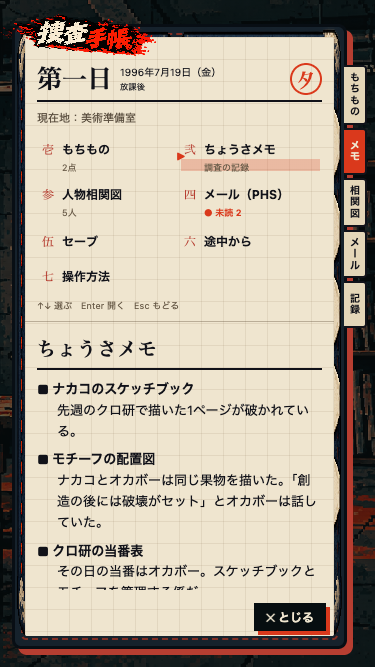 捜査手帳
第一日 1996年7月19日（金）
放課後
夕
現在地：美術準備室
壱 もちもの
2点
弐 ちょうさメモ
調査の記録
参 人物相関図
5人
四 メール（PHS）
● 未読 2
伍 セーブ
六 途中から
七 操作方法
↑↓ 選ぶ Enter 開く Esc もどる
ちょうさメモ
■ ナカコのスケッチブック
先週のクロ研で描いた1ページが破かれてい
る。
■ モチーフの配置図
ナカコとオカボーは同じ果物を描いた。「創
造の後には破壊がセット」とオカボーは話し
ていた。
■ クロ研の当番表
その日の当番はオカボー。スケッチブックと
×とじる
もちもの
メモ
相関図
メール
記録